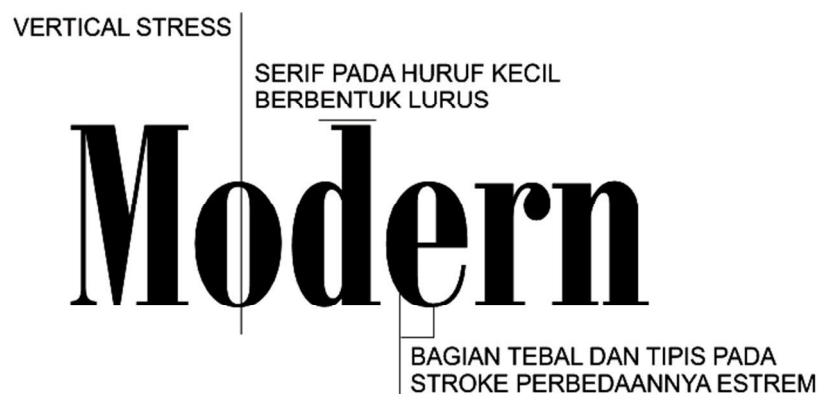 VERTICAL STRESS
SERIF PADA HURUF KECIL
BERBENTUK LURUS
Modern
BAGIAN TEBAL DAN TIPIS PADA
STROKE PERBEDAANNYA ESTREM